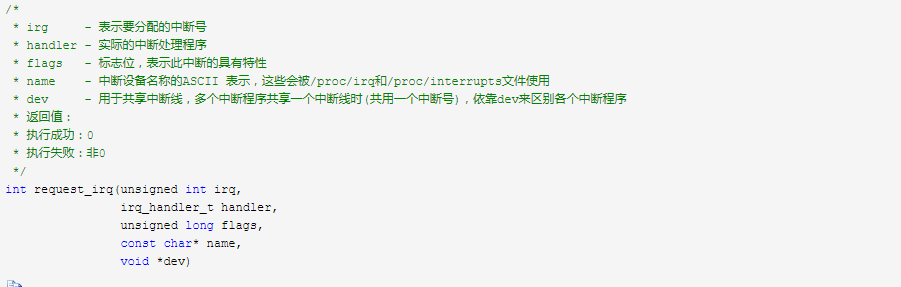 /*
 * irg     - 表示要分配的中断号
 * handler - 实际的中断处理程序
 * flags   - 标志位，表示此中断的具有特性
 * name    - 中断设备名称的ASCII 表示，这些会被/proc/irq和/proc/interrupts文件使用
 * dev     - 用于共享中断线，多个中断程序共享一个中断线时(共用一个中断号)，依靠dev来区别各个中断程序
 * 返回值：
 * 执行成功：0
 * 执行失败：非0
 */
int request_irq(unsigned int irq,
                irq_handler_t handler,
                unsigned long flags,
                const char* name,
                void *dev)